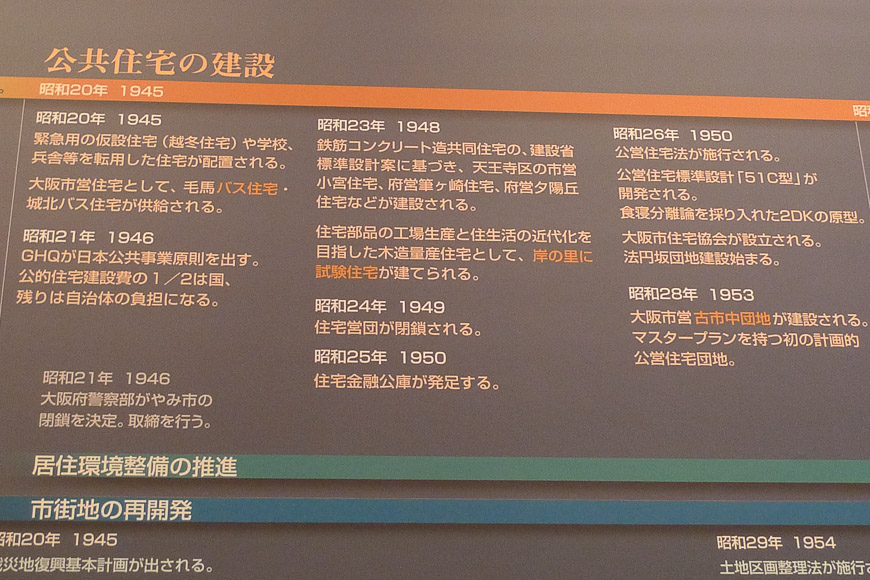 公共住宅の建設
昭和20年 1945
昭和20年 1945
緊急用の仮設住宅（越冬住宅）や学校、
兵舎等を転用した住宅が配置される。
大阪市営住宅として、毛馬バス住宅・
城北バス住宅が供給される。
昭和21年 1946
GHQが日本公共事業原則を出す。
公的住宅建設費の1／2は国、
残りは自治体の負担になる。
昭和21年 1946
大阪府警察部がやみ市の
閉鎖を決定。取締を行う。
昭和23年 1948
鉄筋コンクリート造共同住宅の、建設省
標準設計案に基づき、天王寺区の市営
小宮住宅、府営筆ヶ崎住宅、府営夕陽丘
住宅などが建設される。
住宅部品の工場生産と住生活の近代化を
目指した木造量産住宅として、岸の里に
試験住宅が建てられる。
昭和24年 1949
住宅営団が閉鎖される。
昭和25年 1950
住宅金融公庫が発足する。
昭和26年 1950
公営住宅法が施行される。
公営住宅標準設計「51C型」が
開発される。
食寝分離論を採り入れた2DKの原型。
大阪市住宅協会が設立される。
法円坂団地建設始まる。
昭和28年 1953
大阪市営古市中団地が建設される。
マスタープランを持つ初の計画的
公営住宅団地。
居住環境整備の推進
市街地の再開発
昭和20年 1945
災地復興基本計画が出される。
昭和29年 1954
土地区画整理法が施行